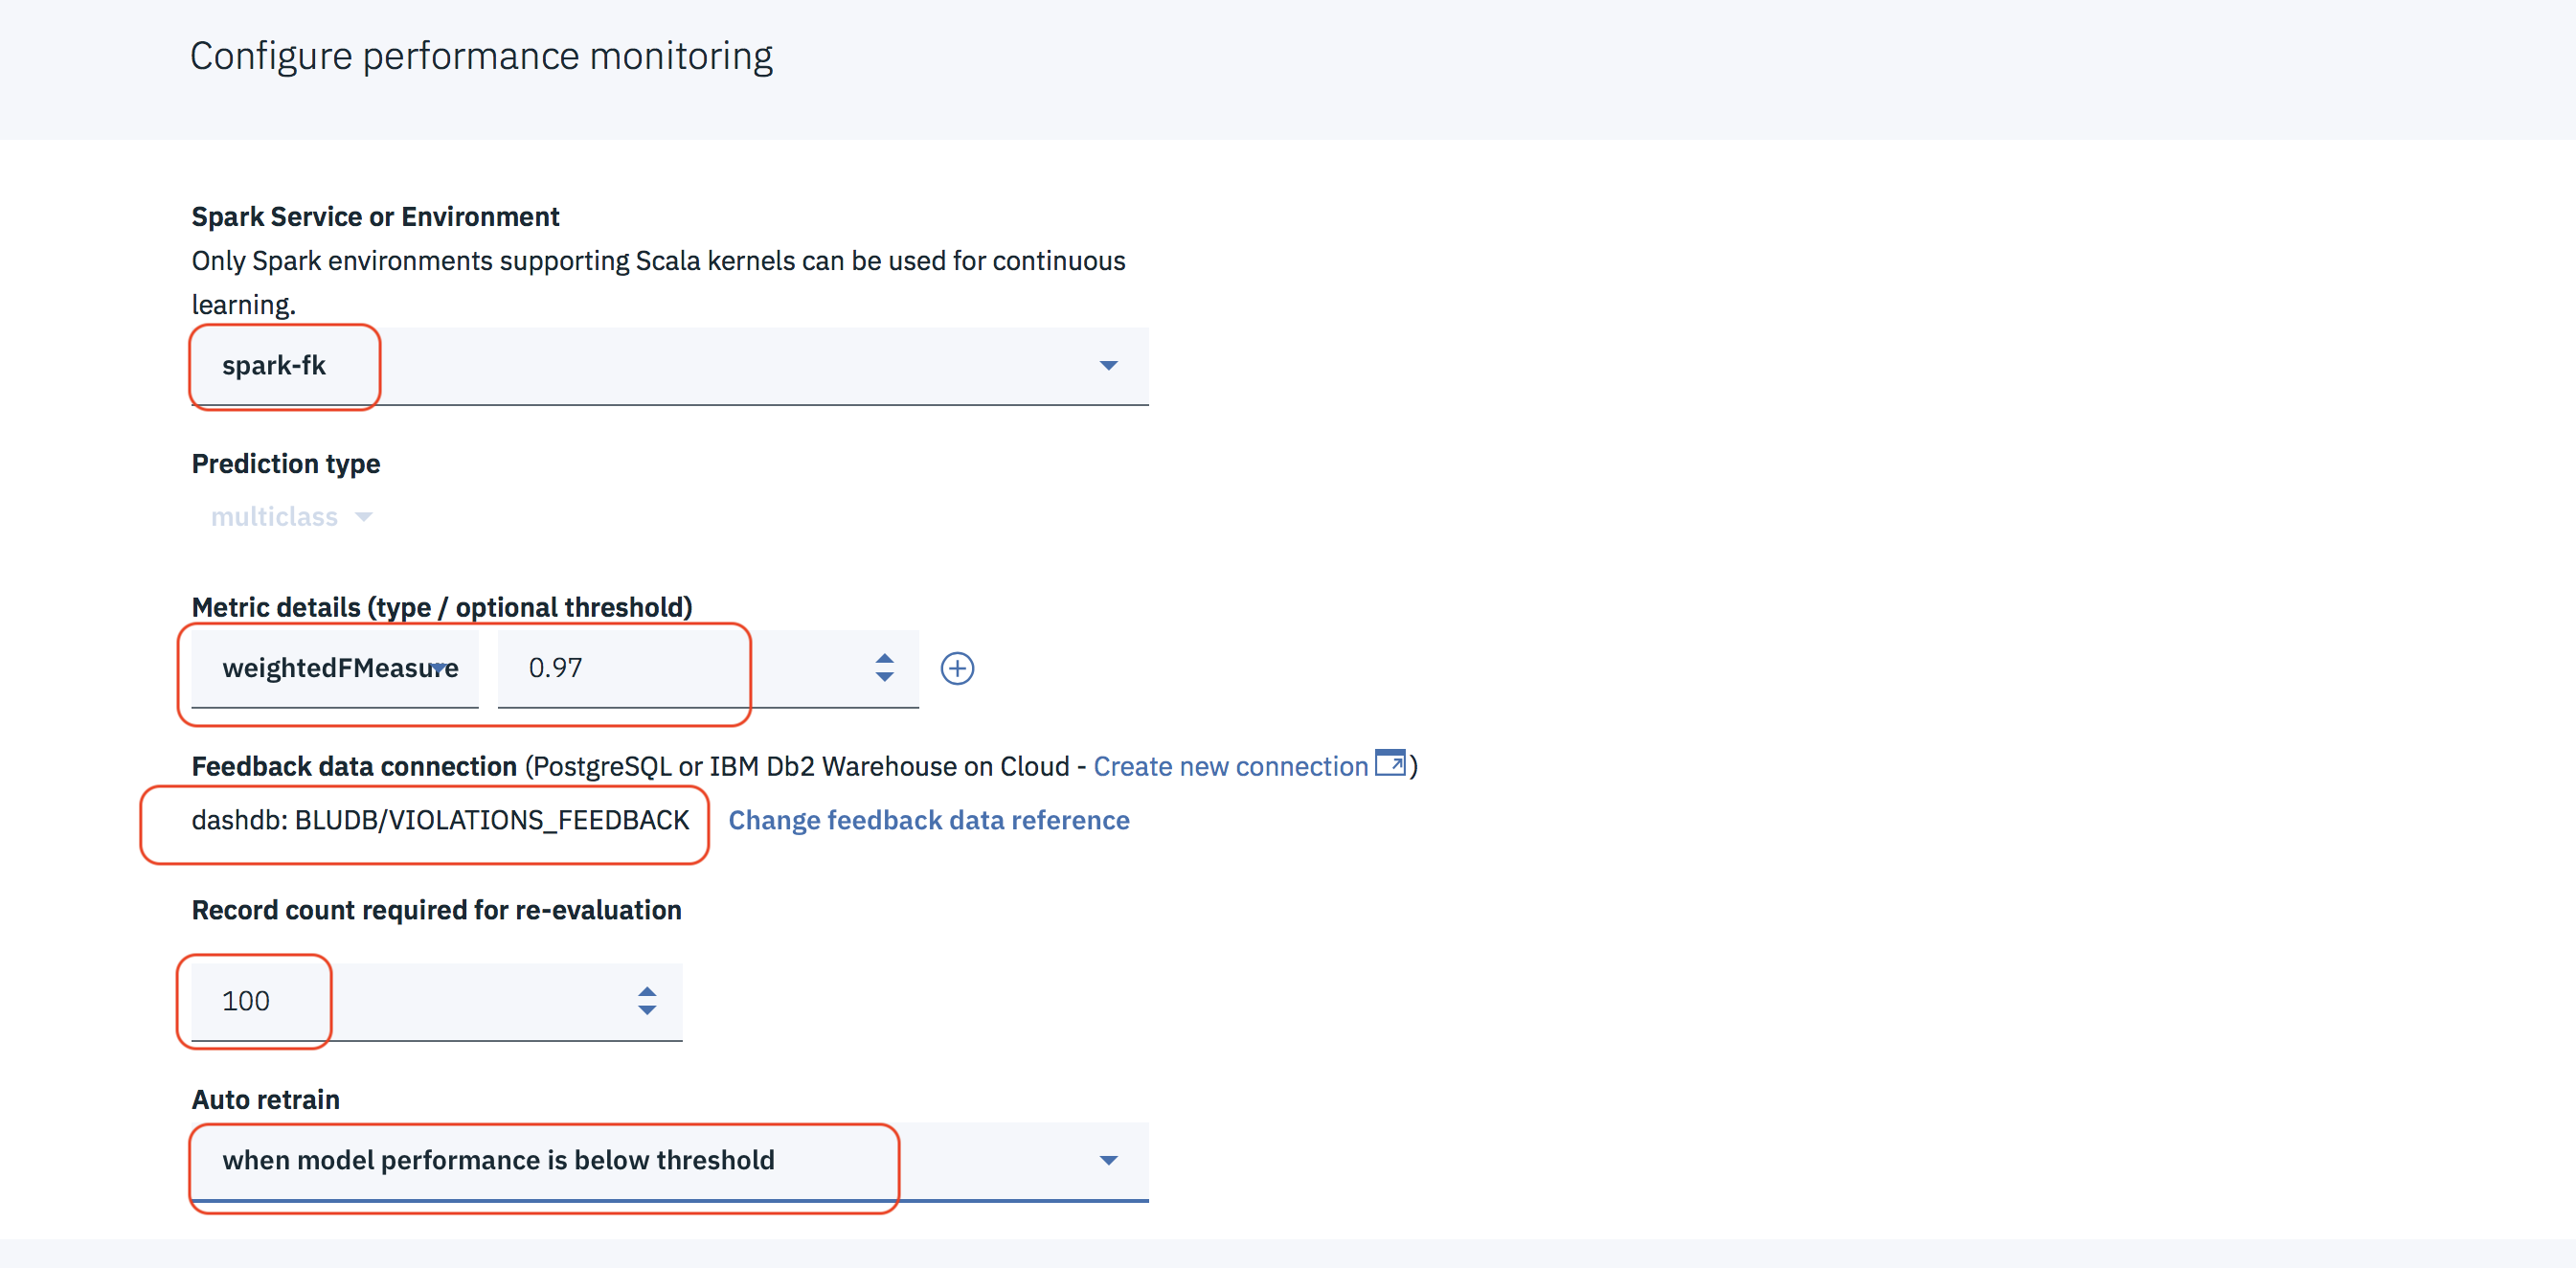 Configure performance monitoring
Spark Service or Environment
Only Spark environments supporting Scala kernels can be used for continuous
learning.
spark-fk
Prediction type
multiclass
Metric details (type / optional threshold)
weightedFMeasure 0.97
Feedback data connection (PostgreSQL or IBM Db2 Warehouse on Cloud - Create new connection )
dashdb: BLUDB/VIOLATIONS_FEEDBACK Change feedback data reference
Record count required for re-evaluation
100
Auto retrain
when model performance is below threshold